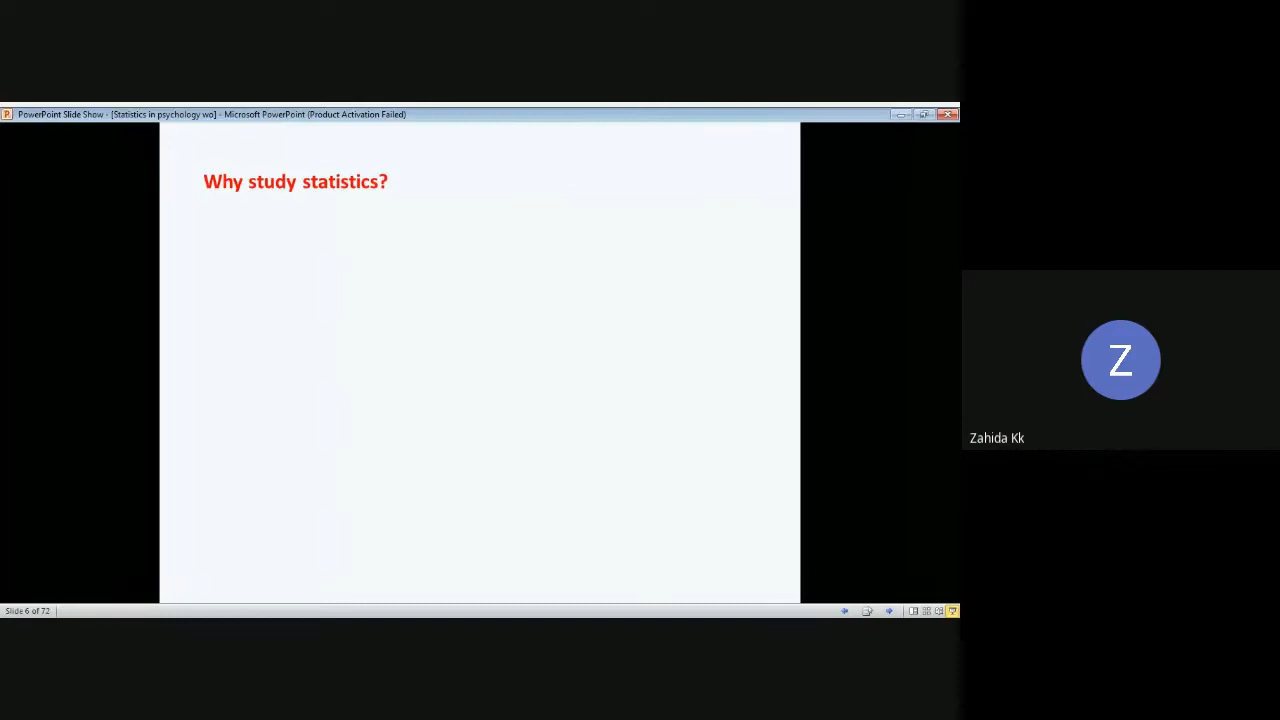 PowerPoint Slide Show - [Statistics in psychology wo] - Microsoft PowerPoint (Product Activation Failed)
Why study statistics?
Z
Zahida Kk
Slide 6 of 72